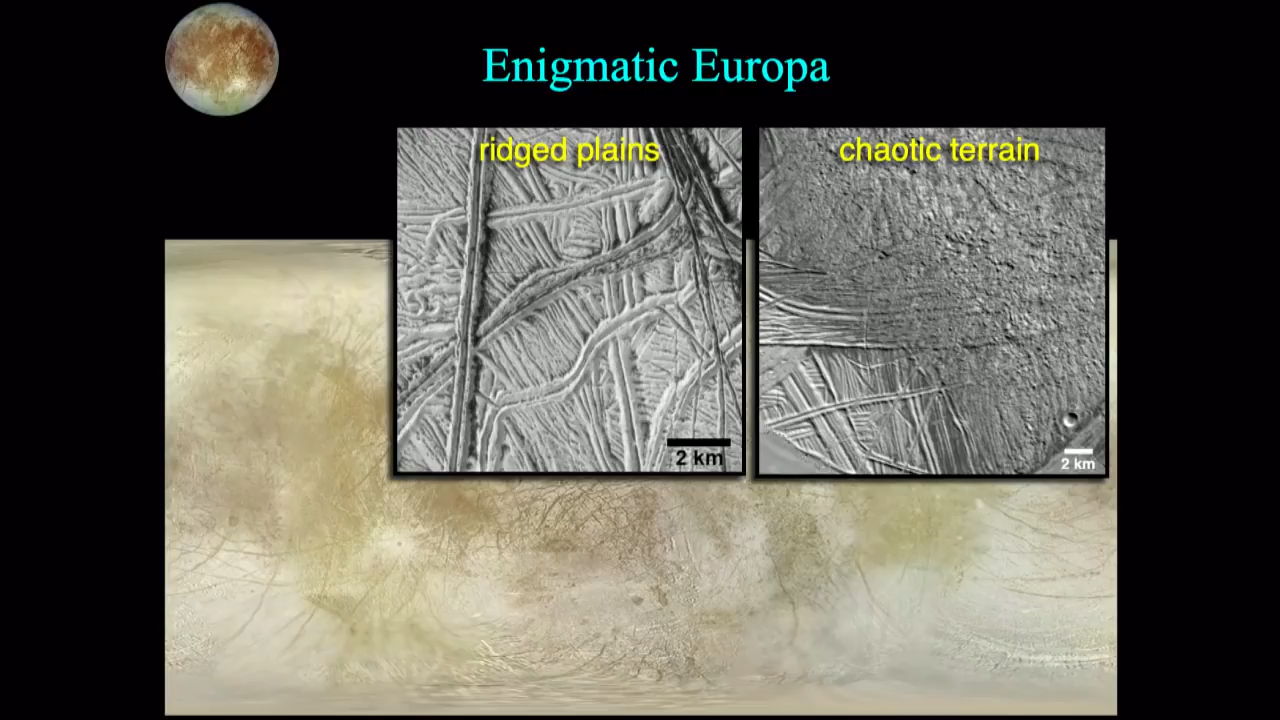 Enigmatic Europa
ridged plains
chaotic terrain
2 km
2 km